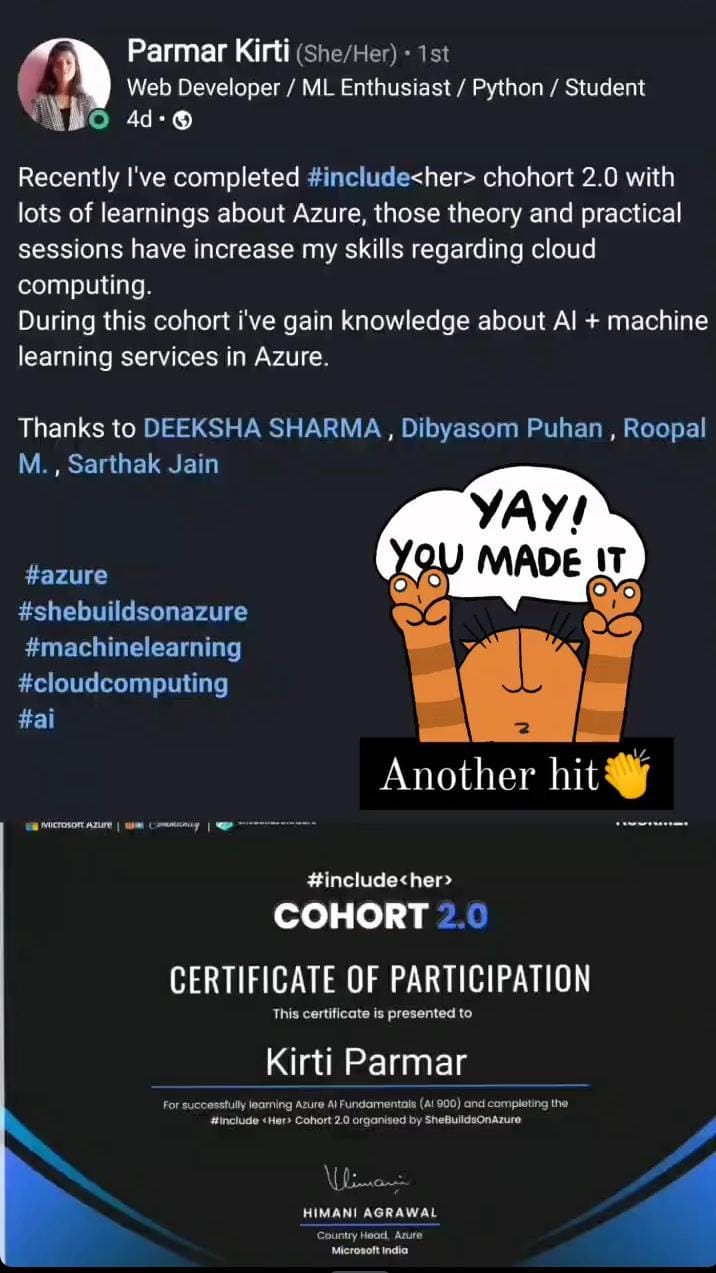 Parmar Kirti (She/Her) • 1st
Web Developer / ML Enthusiast / Python / Student
4d •
Recently I've completed #include<her> chohort 2.0 with
lots of learnings about Azure, those theory and practical
sessions have increase my skills regarding cloud
computing.
During this cohort i've gain knowledge about AI + machine
learning services in Azure.
Thanks to DEEKSHA SHARMA , Dibyasom Puhan , Roopal
M. , Sarthak Jain
YAY!
YOU MADE IT
#azure
#shebuildsonazure
#machinelearning
#cloudcomputing
#ai
Another hit👏
Microsoft Azure | Community |
#include<her>
COHORT 2.0
CERTIFICATE OF PARTICIPATION
This certificate is presented to
Kirti Parmar
For successfully learning Azure AI Fundamentals (AI 900) and completing the
#Include <Her> Cohort 2.0 organised by SheBuildsOnAzure
Himani
HIMANI AGRAWAL
Country Head, Azure
Microsoft India